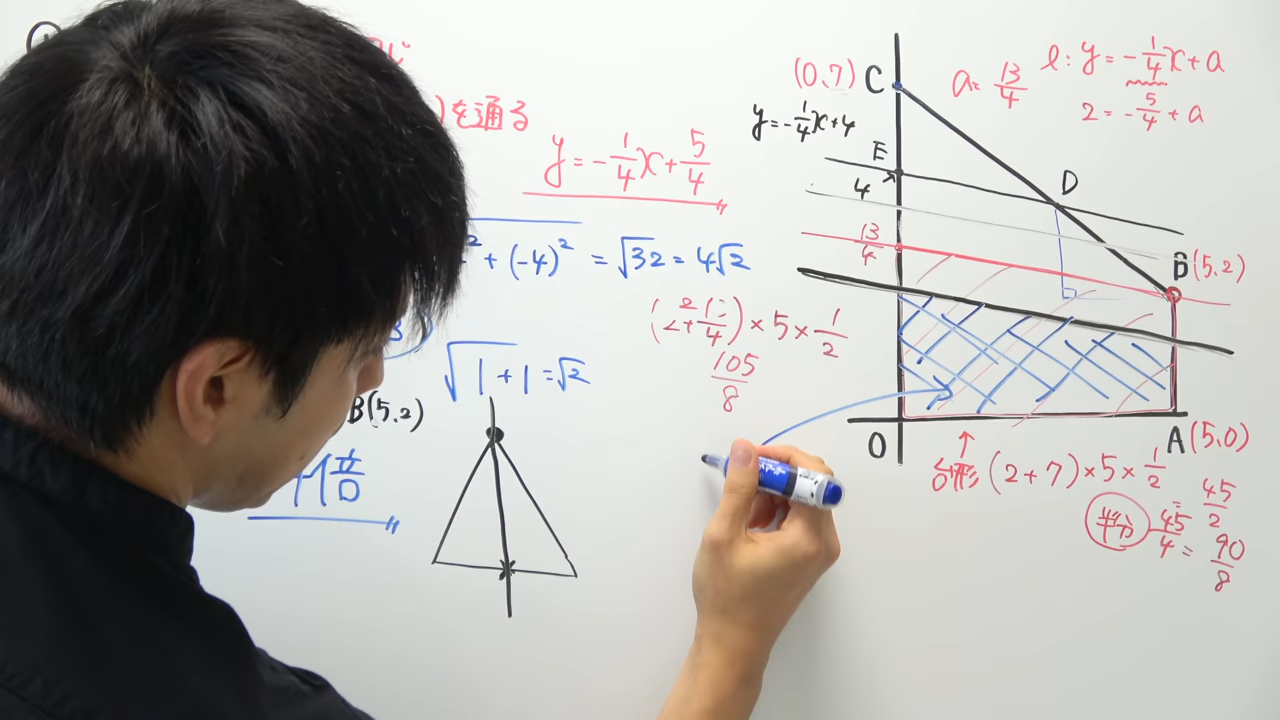 を通る
y=-1/4x+5/4
²+(-4)²=√32=4√2
√1+1=√2
B(5,2)
倍
(2+13/4)×5×1/2
105/8
(0,7) C
a=13/4
l:y=-1/4x+a
2=-5/4+a
y=-1/4x+4
E
4
D
13/4
B(5,2)
O
A(5,0)
台形(2+7)×5×1/2
=45/2
半分 45/4=90/8